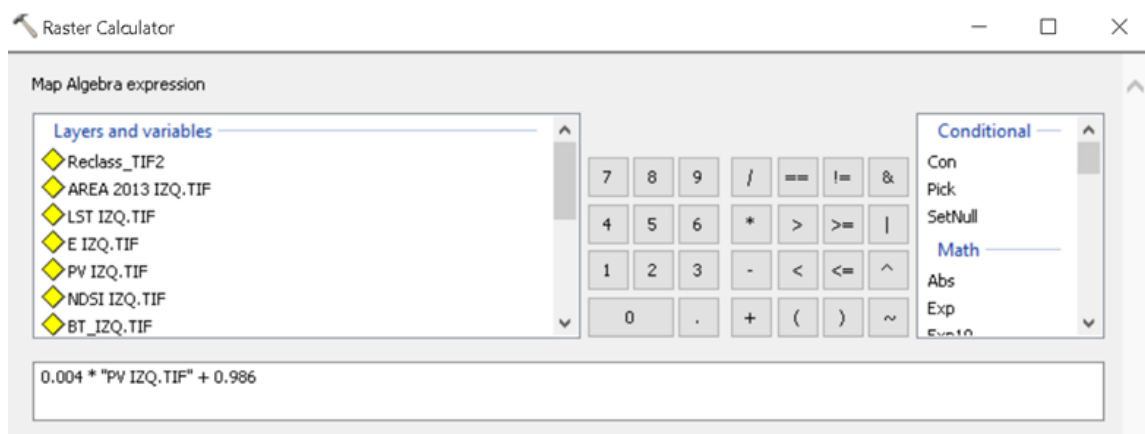 Raster Calculator
Map Algebra expression
Layers and variables
Reclass_TIF2
AREA 2013 IZQ.TIF
LST IZQ.TIF
E IZQ.TIF
PV IZQ.TIF
NDSI IZQ.TIF
BT_IZQ.TIF
7 8 9 / == != &
4 5 6 * > >= |
1 2 3 - < <= ^
0 . + ( ) ~
Conditional
Con
Pick
SetNull
Math
Abs
Exp
Exp10
0.004 * "PV IZQ.TIF" + 0.986